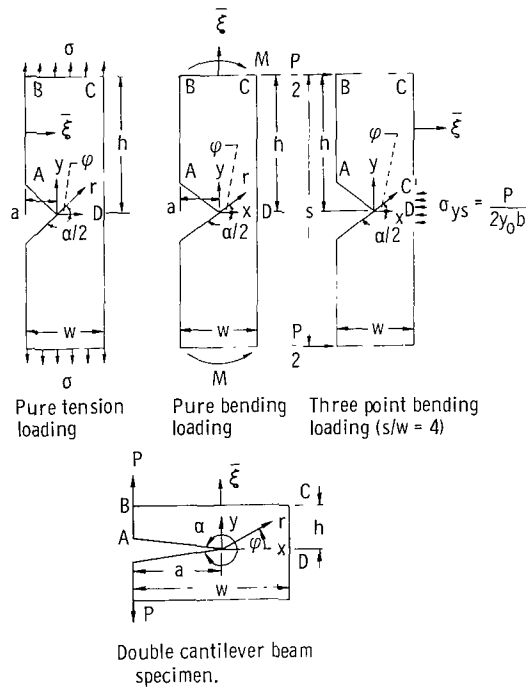 σ
B C
ξ̄
A y φ
r
h
a D
α/2
w
σ
Pure tension
loading
ξ̄
M
B C
h
A y φ
r
a x D
α/2
w
M
Pure bending
loading
P
2
B C
ξ̄
h
φ
A y
r C
s x D
α/2
σys = P
2y₀b
w
P
2
Three point bending
loading (s/w = 4)
P
ξ̄
B C
α y r h
A φ x
a D
w
P
Double cantilever beam
specimen.